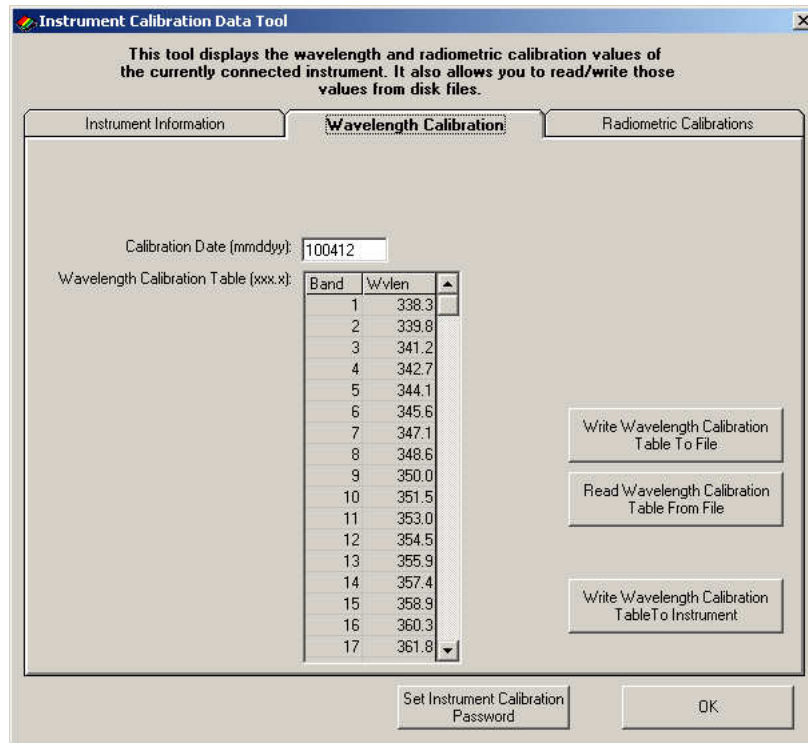 Instrument Calibration Data Tool
This tool displays the wavelength and radiometric calibration values of
the currently connected instrument. It also allows you to read/write those
values from disk files.
Instrument Information
Wavelength Calibration
Radiometric Calibrations
Calibration Date (mmddyy): 100412
Wavelength Calibration Table (xxx.x):
Band Wvlen
1 338.3
2 339.8
3 341.2
4 342.7
5 344.1
6 345.6
7 347.1
8 348.6
9 350.0
10 351.5
11 353.0
12 354.5
13 355.9
14 357.4
15 358.9
16 360.3
17 361.8
Write Wavelength Calibration
Table To File
Read Wavelength Calibration
Table From File
Write Wavelength Calibration
TableTo Instrument
Set Instrument Calibration
Password
OK